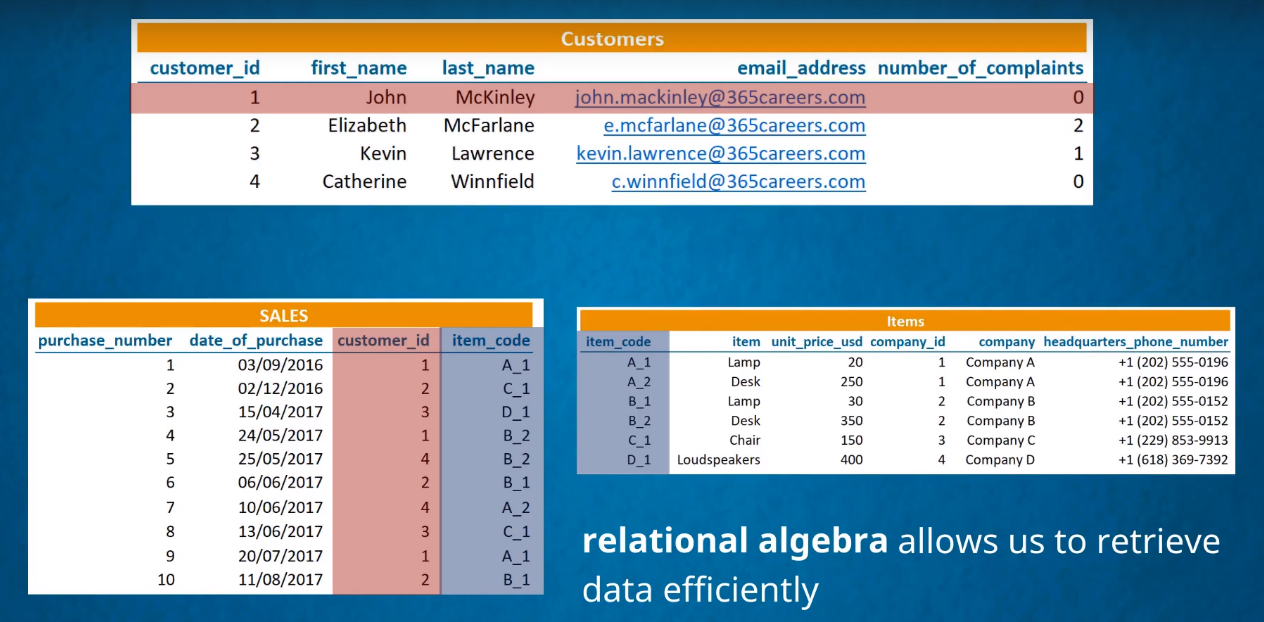 Customers
customer_id first_name last_name email_address number_of_complaints
1 John McKinley john.mackinley@365careers.com 0
2 Elizabeth McFarlane e.mcfarlane@365careers.com 2
3 Kevin Lawrence kevin.lawrence@365careers.com 1
4 Catherine Winnfield c.winnfield@365careers.com 0
SALES
purchase_number date_of_purchase customer_id item_code
1 03/09/2016 1 A_1
2 02/12/2016 2 C_1
3 15/04/2017 3 D_1
4 24/05/2017 1 B_2
5 25/05/2017 4 B_2
6 06/06/2017 2 B_1
7 10/06/2017 4 A_2
8 13/06/2017 3 C_1
9 20/07/2017 1 A_1
10 11/08/2017 2 B_1
Items
item_code item unit_price_usd company_id company headquarters_phone_number
A_1 Lamp 20 1 Company A +1 (202) 555-0196
A_2 Desk 250 1 Company A +1 (202) 555-0196
B_1 Lamp 30 2 Company B +1 (202) 555-0152
B_2 Desk 350 2 Company B +1 (202) 555-0152
C_1 Chair 150 3 Company C +1 (229) 853-9913
D_1 Loudspeakers 400 4 Company D +1 (618) 369-7392
relational algebra allows us to retrieve
data efficiently